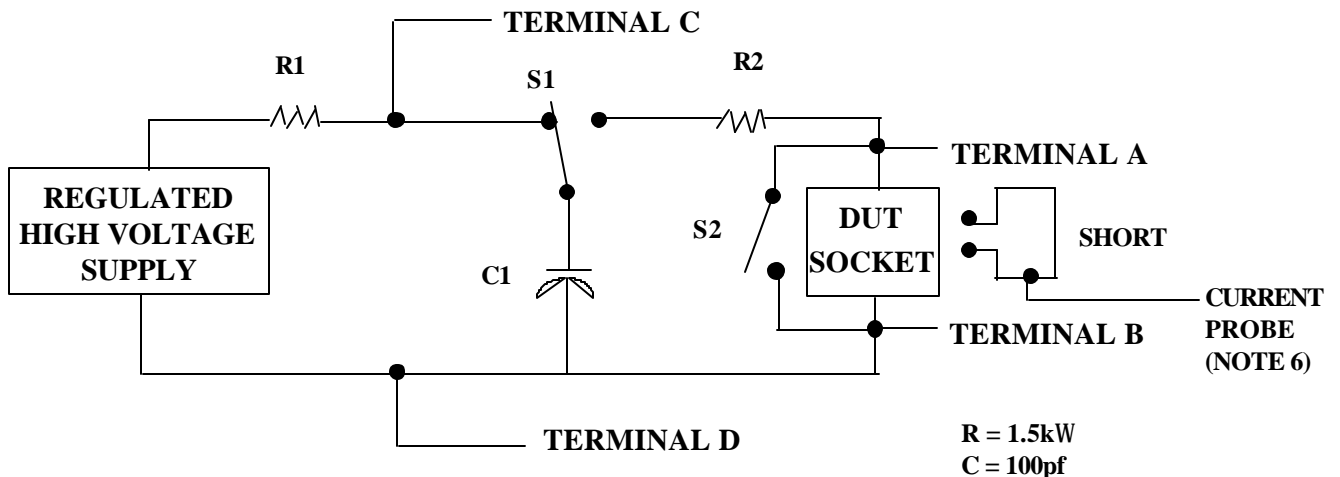 TERMINAL C
R1
S1
R2
TERMINAL A
REGULATED
HIGH VOLTAGE
SUPPLY
S2
DUT
SOCKET
SHORT
C1
CURRENT
PROBE
(NOTE 6)
TERMINAL B
TERMINAL D
R = 1.5kW
C = 100pf